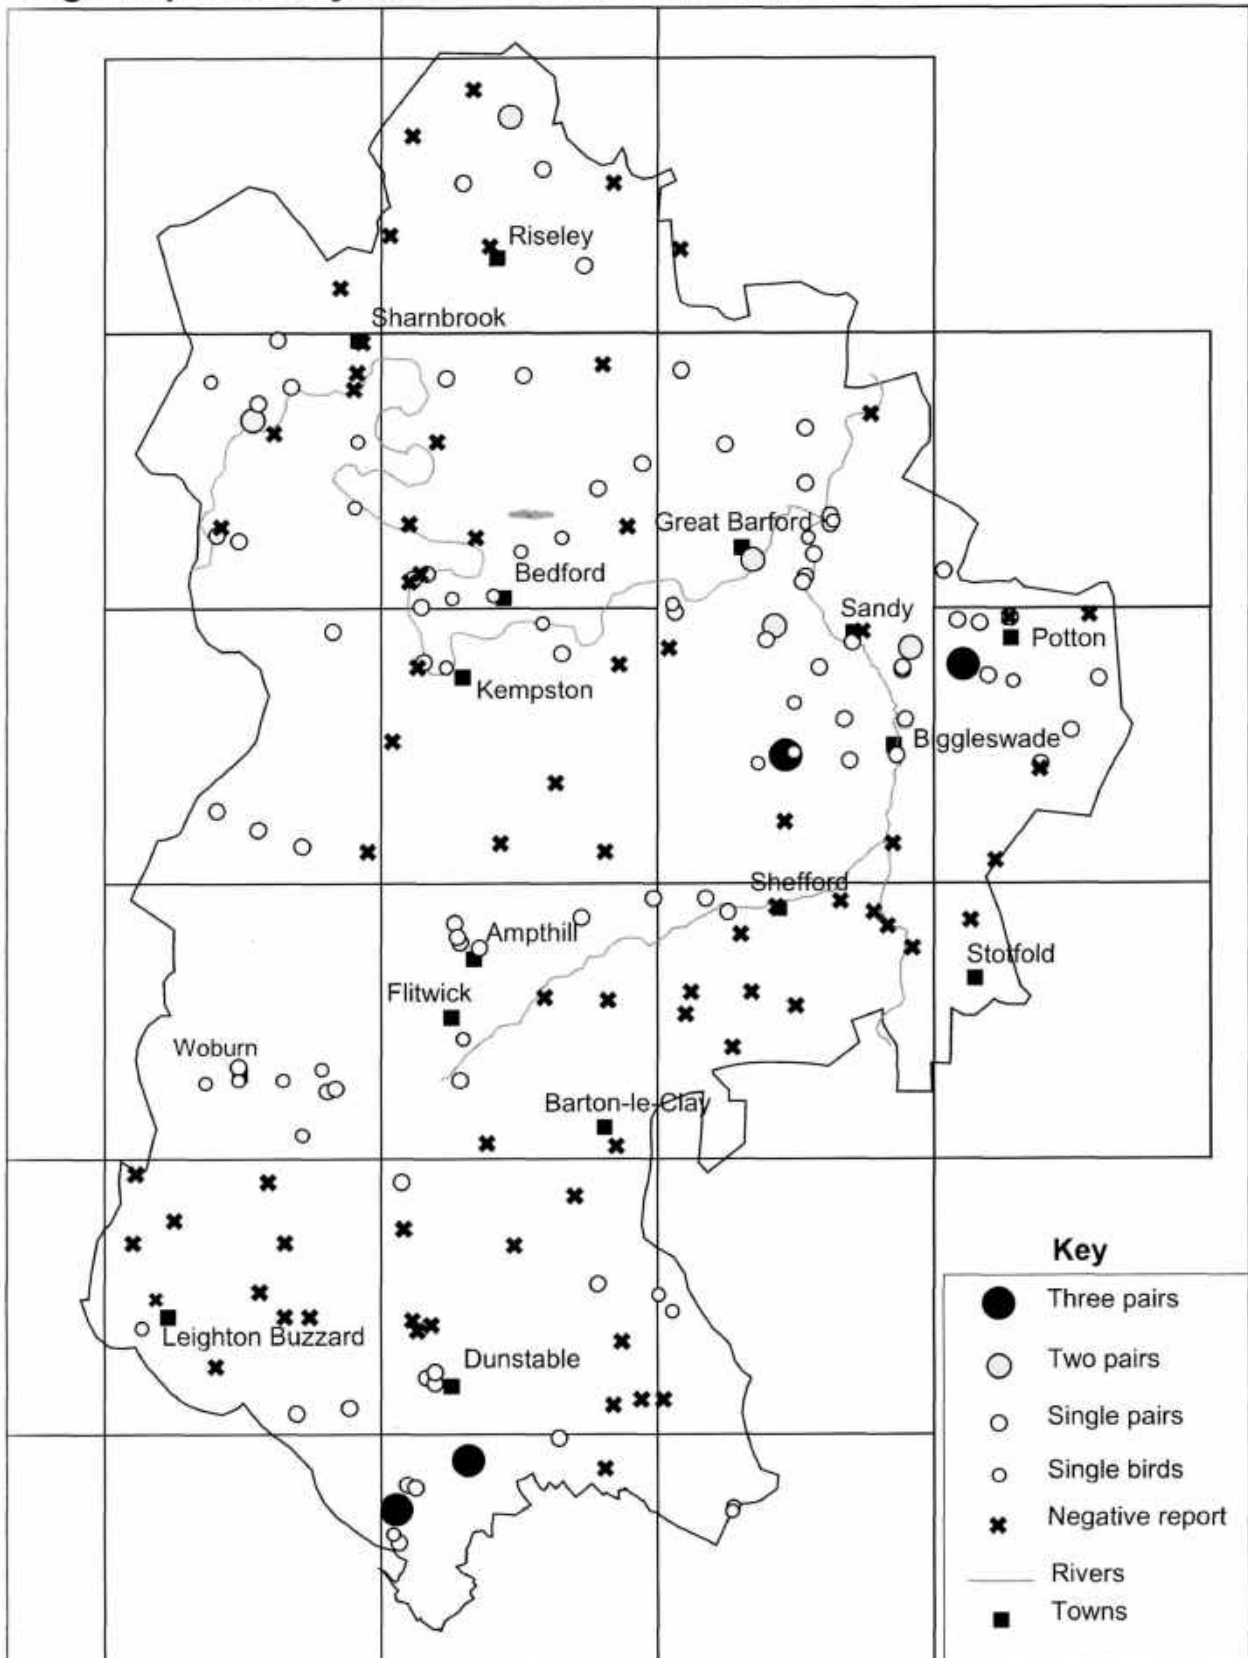 Riseley
Sharnbrook
Great Barford
Bedford
Sandy
Potton
Kempston
Biggleswade
Shefford
Ampthill
Stotfold
Flitwick
Woburn
Barton-le-Clay
Leighton Buzzard
Dunstable
Key
Three pairs
Two pairs
Single pairs
Single birds
Negative report
Rivers
Towns